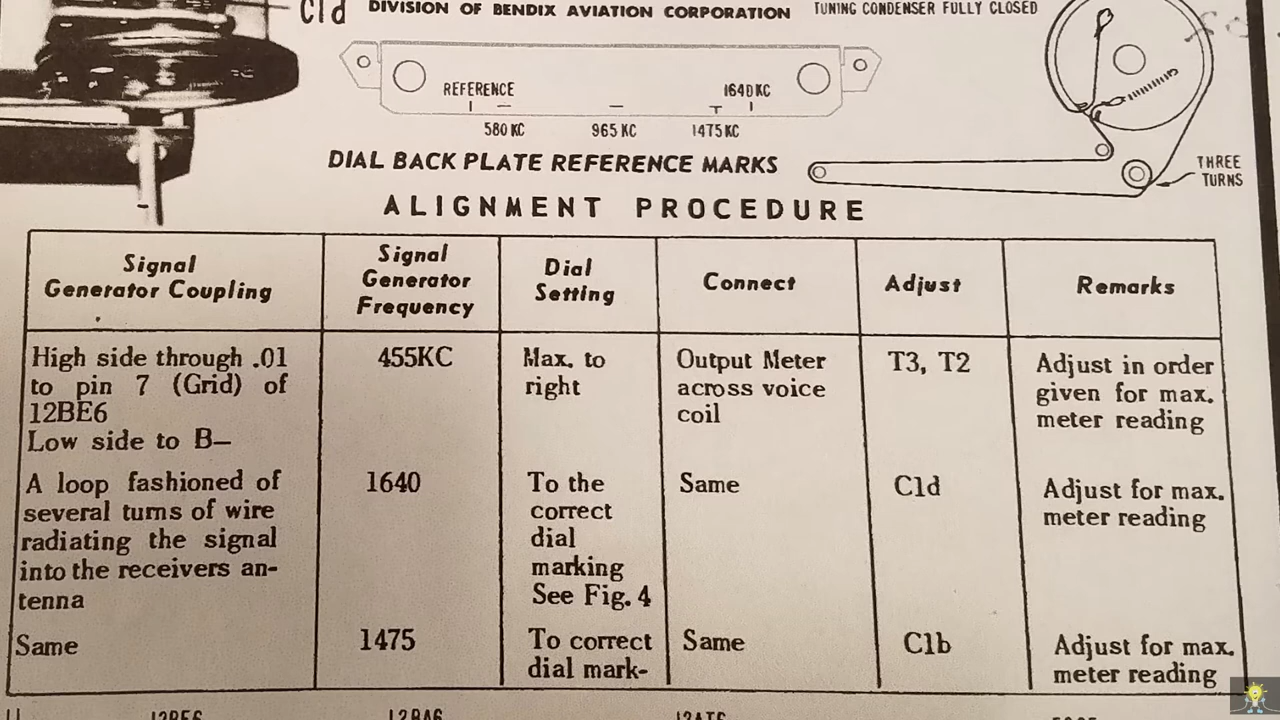 C1d
DIVISION OF BENDIX AVIATION CORPORATION
TUNING CONDENSER FULLY CLOSED
REFERENCE
1640 KC
580 KC
965 KC
1475 KC
DIAL BACK PLATE REFERENCE MARKS
THREE
TURNS
ALIGNMENT PROCEDURE
Signal
Generator Coupling
Signal
Generator
Frequency
Dial
Setting
Connect
Adjust
Remarks
High side through .01
to pin 7 (Grid) of
12BE6
Low side to B–
455KC
Max. to
right
Output Meter
across voice
coil
T3, T2
Adjust in order
given for max.
meter reading
A loop fashioned of
several turns of wire
radiating the signal
into the receivers an-
tenna
1640
To the
correct
dial
marking
See Fig. 4
Same
C1d
Adjust for max.
meter reading
Same
1475
To correct
dial mark-
Same
C1b
Adjust for max.
meter reading
12BE6
12BA6